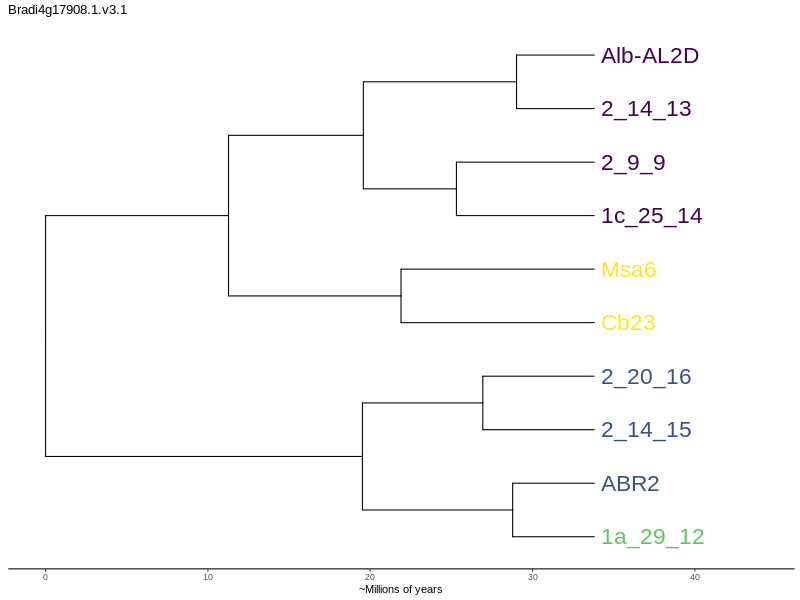 Bradi4g17908.1.v3.1
Alb-AL2D
2_14_13
2_9_9
1c_25_14
Msa6
Cb23
2_20_16
2_14_15
ABR2
1a_29_12
0 10 20 30 40
~Millions of years